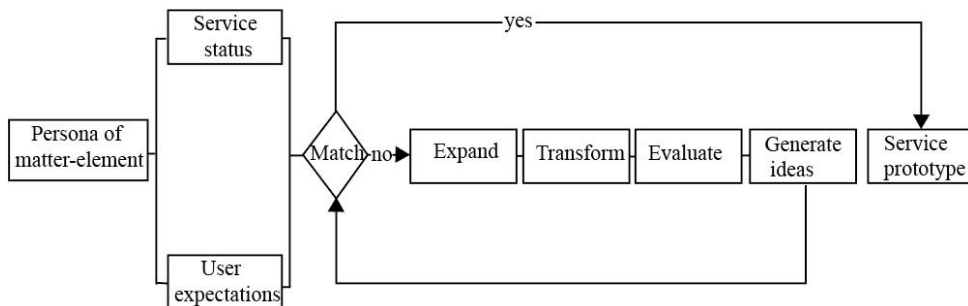 Service
status
yes
Persona of
matter-element
Match
no
Expand
Transform
Evaluate
Generate
ideas
Service
prototype
User
expectations